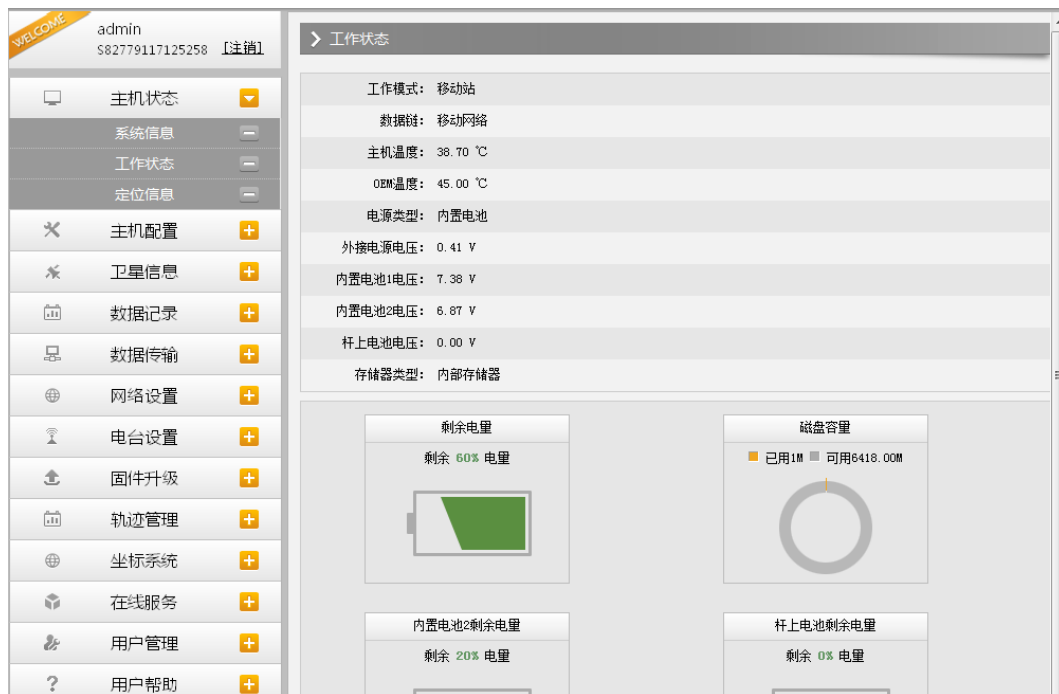 WELCOME
admin
S82779117125258 [注销]
主机状态
系统信息
工作状态
定位信息
主机配置
卫星信息
数据记录
数据传输
网络设置
电台设置
固件升级
轨迹管理
坐标系统
在线服务
用户管理
用户帮助
工作状态
工作模式: 移动站
数据链: 移动网络
主机温度: 38.70 ℃
OEM温度: 45.00 ℃
电源类型: 内置电池
外接电源电压: 0.41 V
内置电池1电压: 7.38 V
内置电池2电压: 6.87 V
杆上电池电压: 0.00 V
存储器类型: 内部存储器
剩余电量
剩余 60% 电量
磁盘容量
已用1M 可用6418.00M
内置电池2剩余电量
剩余 20% 电量
杆上电池剩余电量
剩余 0% 电量